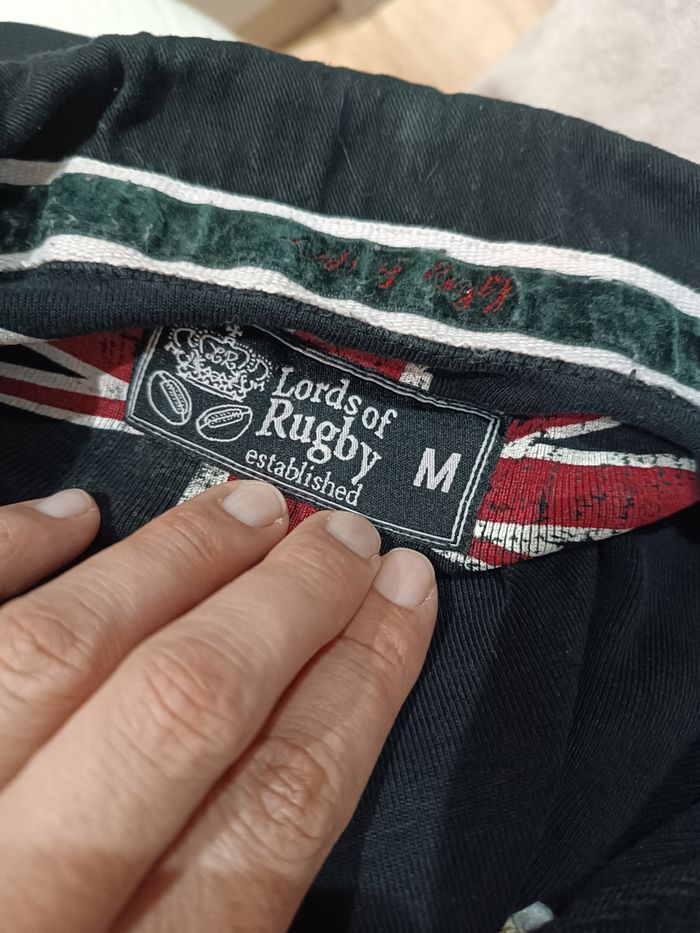 Lords of
Rugby
established
M